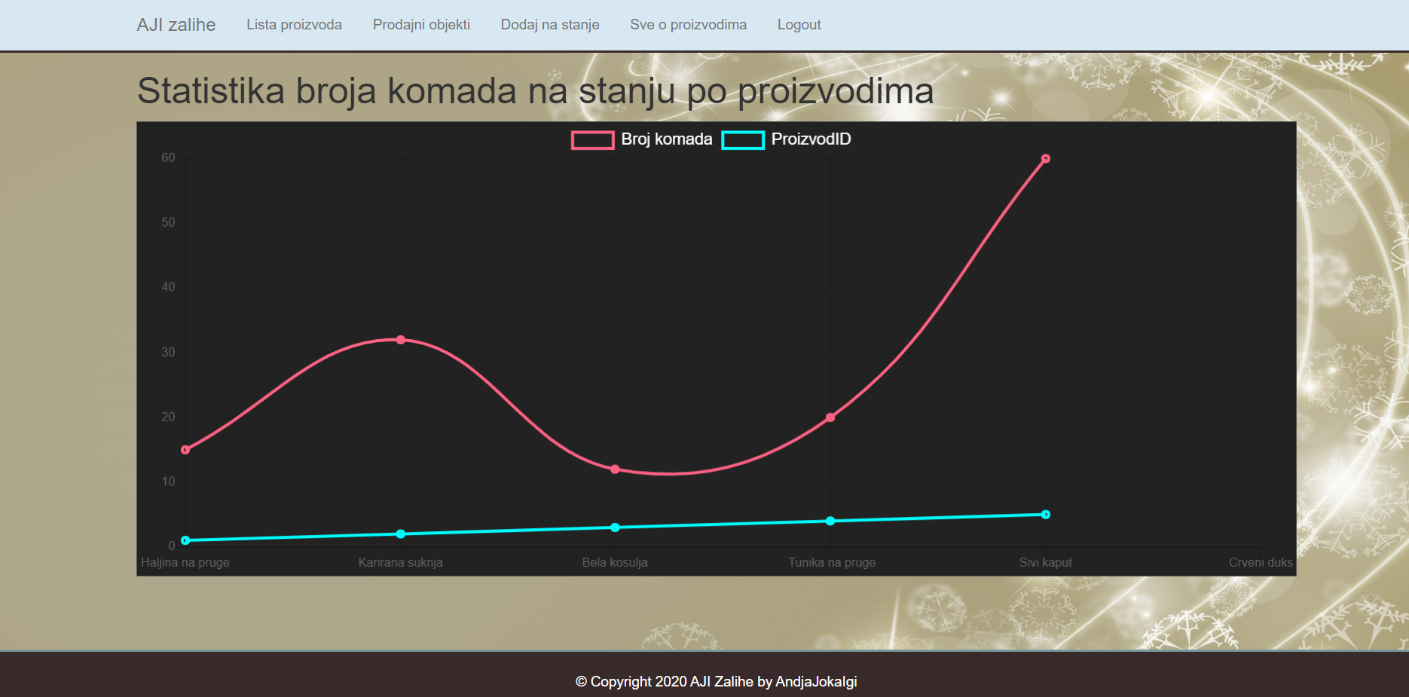 AJI zalihe Lista proizvoda Prodajni objekti Dodaj na stanje Sve o proizvodima Logout
Statistika broja komada na stanju po proizvodima
Broj komada ProizvodID
60
50
40
30
20
10
0
Haljina na pruge Karirana suknja Bela kosulja Tunika na pruge Sivi kaput Crveni duks
© Copyright 2020 AJI Zalihe by AndjaJokaIgi